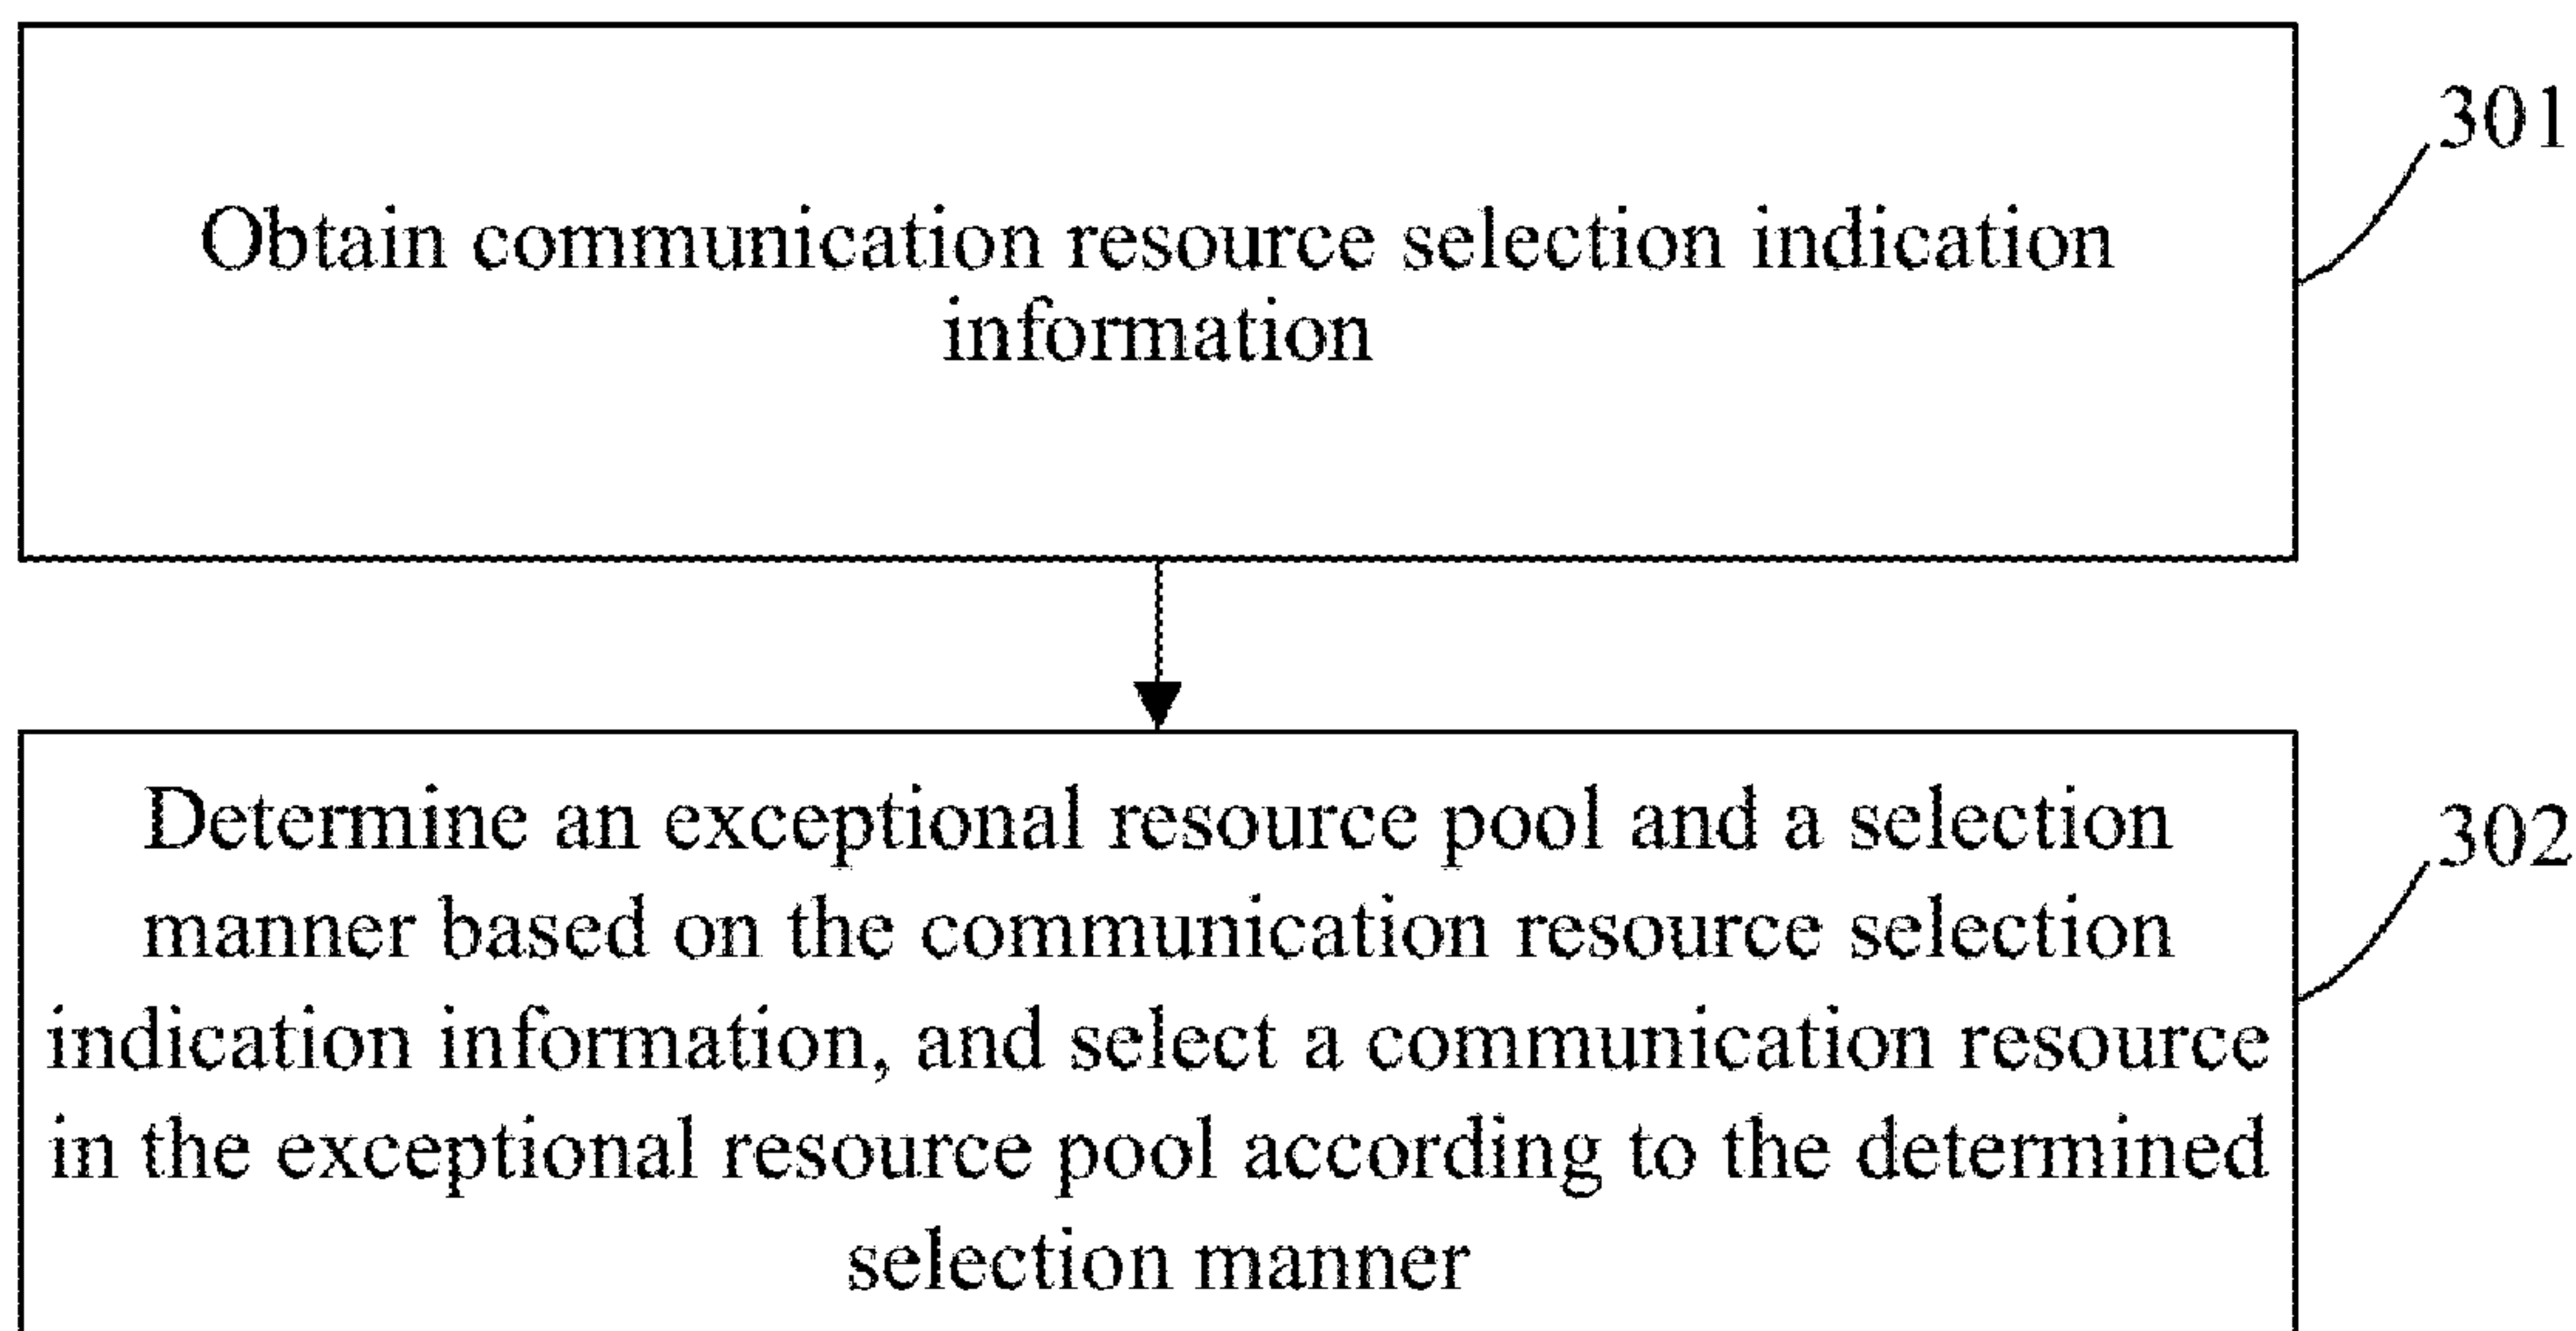 Obtain communication resource selection indication
information
301
Determine an exceptional resource pool and a selection
manner based on the communication resource selection
indication information, and select a communication resource
in the exceptional resource pool according to the determined
selection manner
302